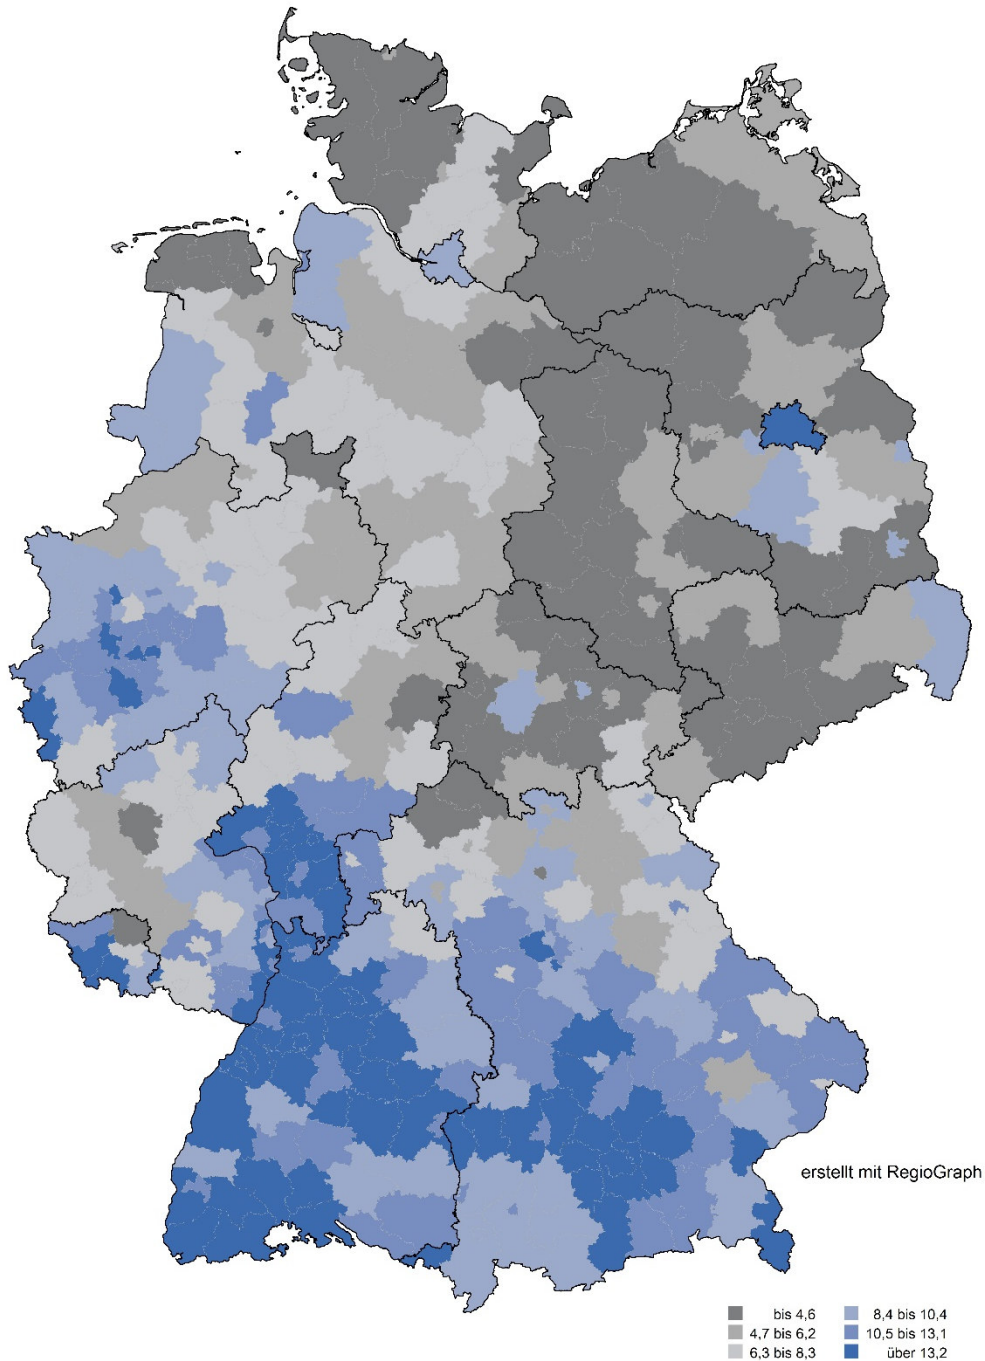 erstellt mit RegioGraph
bis 4,6
4,7 bis 6,2
6,3 bis 8,3
8,4 bis 10,4
10,5 bis 13,1
über 13,2